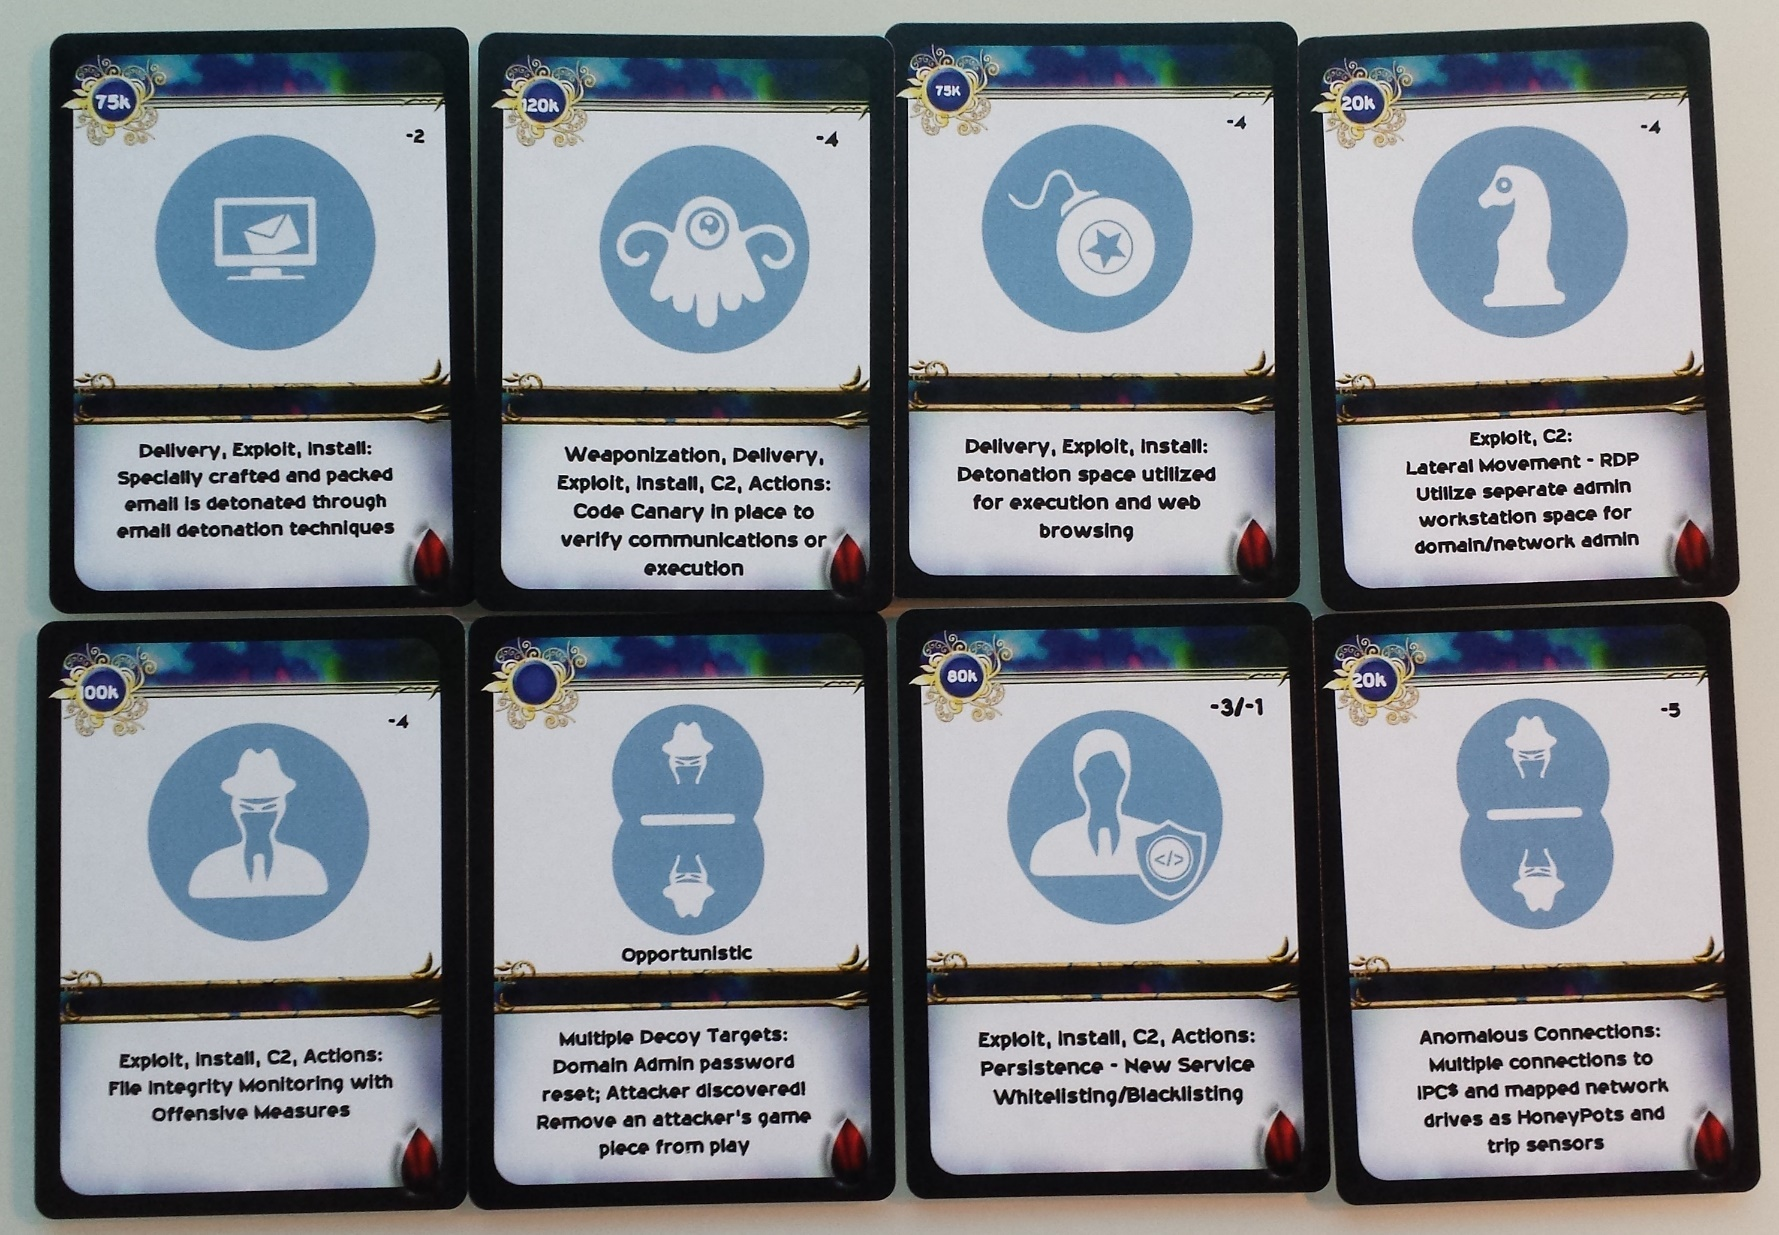 75k
-2
Delivery, Exploit, Install:
Specially crafted and packed
email is detonated through
email detonation techniques
120k
-4
Weaponization, Delivery,
Exploit, Install, C2, Actions:
Code Canary in place to
verify communications or
execution
75K
-4
Delivery, Exploit, Install:
Detonation space utilized
for execution and web
browsing
20k
-4
Exploit, C2:
Lateral Movement - RDP
Utilize seperate admin
workstation space for
domain/network admin
00k
-4
Exploit, Install, C2, Actions:
File Integrity Monitoring with
Offensive Measures
Opportunistic
Multiple Decoy Targets:
Domain Admin password
reset; Attacker discovered!
Remove an attacker's game
piece from play
80k
-3/-1
</>
Exploit, Install, C2, Actions:
Persistence - New Service
Whitelisting/Blacklisting
20k
-5
Anomalous Connections:
Multiple connections to
IPC$ and mapped network
drives as HoneyPots and
trip sensors